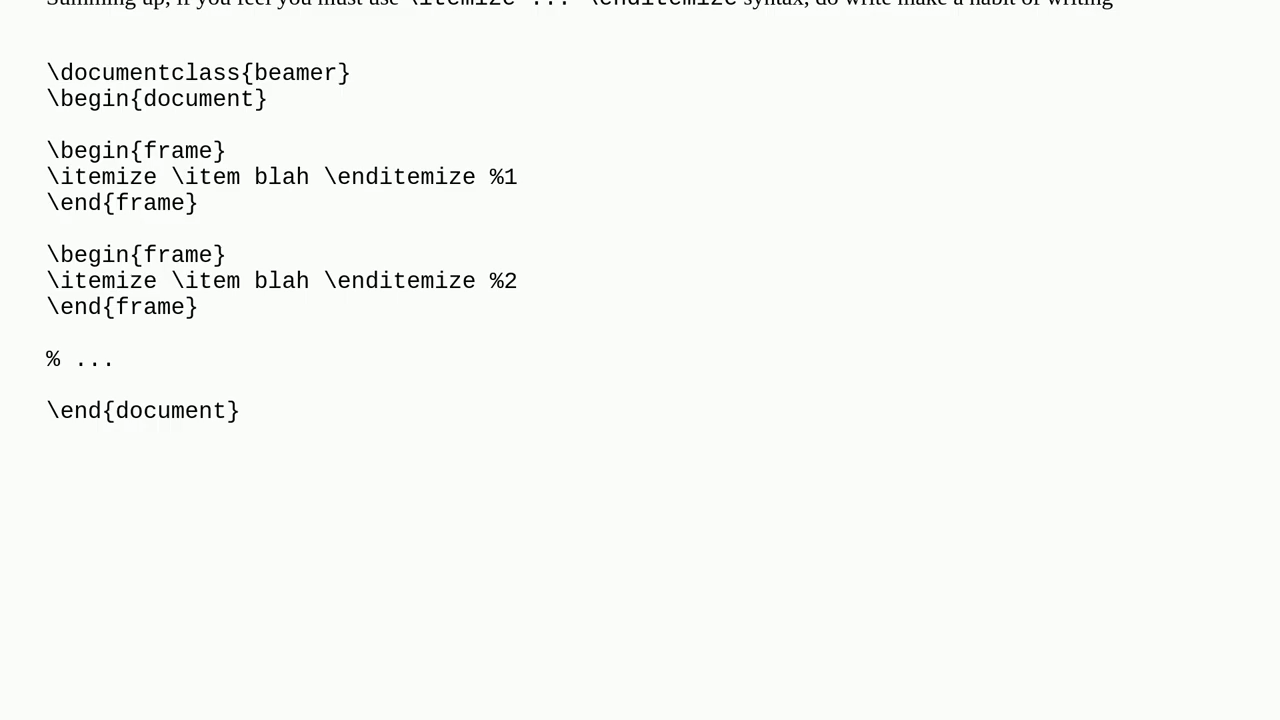 Summing up, if you feel you must use \itemize ... \enditemize syntax, do write make a habit of writing
\documentclass{beamer}
\begin{document}
\begin{frame}
\itemize \item blah \enditemize %1
\end{frame}
\begin{frame}
\itemize \item blah \enditemize %2
\end{frame}
% ...
\end{document}